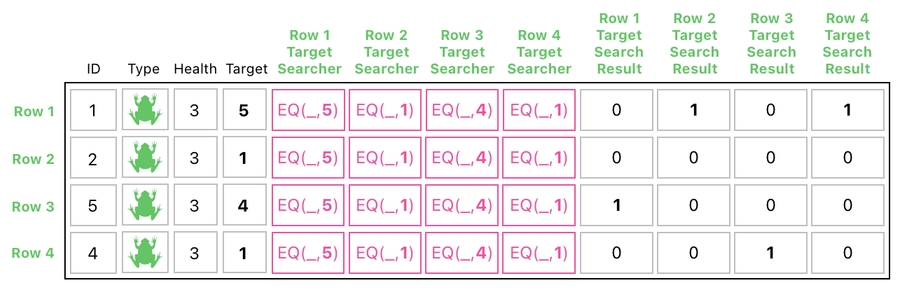 ID Type Health Target Row 1 Target Searcher Row 2 Target Searcher Row 3 Target Searcher Row 4 Target Searcher Row 1 Target Search Result Row 2 Target Search Result Row 3 Target Search Result Row 4 Target Search Result
Row 1 1 3 5 EQ(_,5) EQ(_,1) EQ(_,4) EQ(_,1) 0 1 0 1
Row 2 2 3 1 EQ(_,5) EQ(_,1) EQ(_,4) EQ(_,1) 0 0 0 0
Row 3 5 3 4 EQ(_,5) EQ(_,1) EQ(_,4) EQ(_,1) 1 0 0 0
Row 4 4 3 1 EQ(_,5) EQ(_,1) EQ(_,4) EQ(_,1) 0 0 1 0